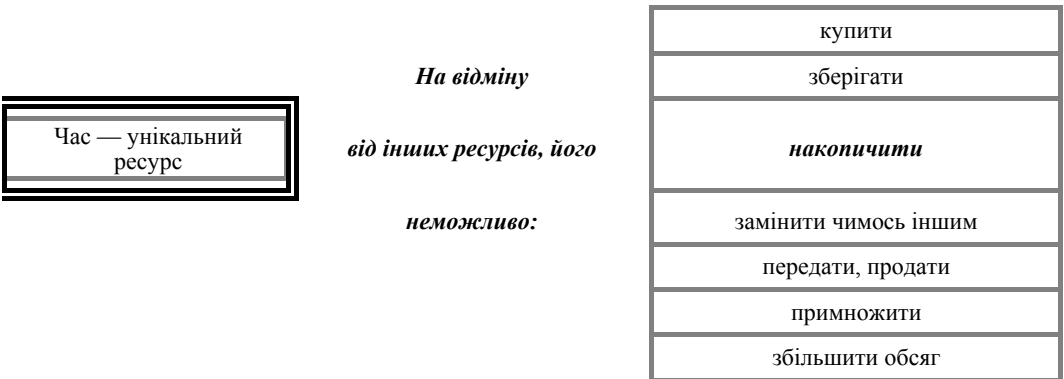 Час — унікальний
ресурс
На відміну
від інших ресурсів, його
неможливо:
купити
зберігати
накопичити
замінити чимось іншим
передати, продати
примножити
збільшити обсяг